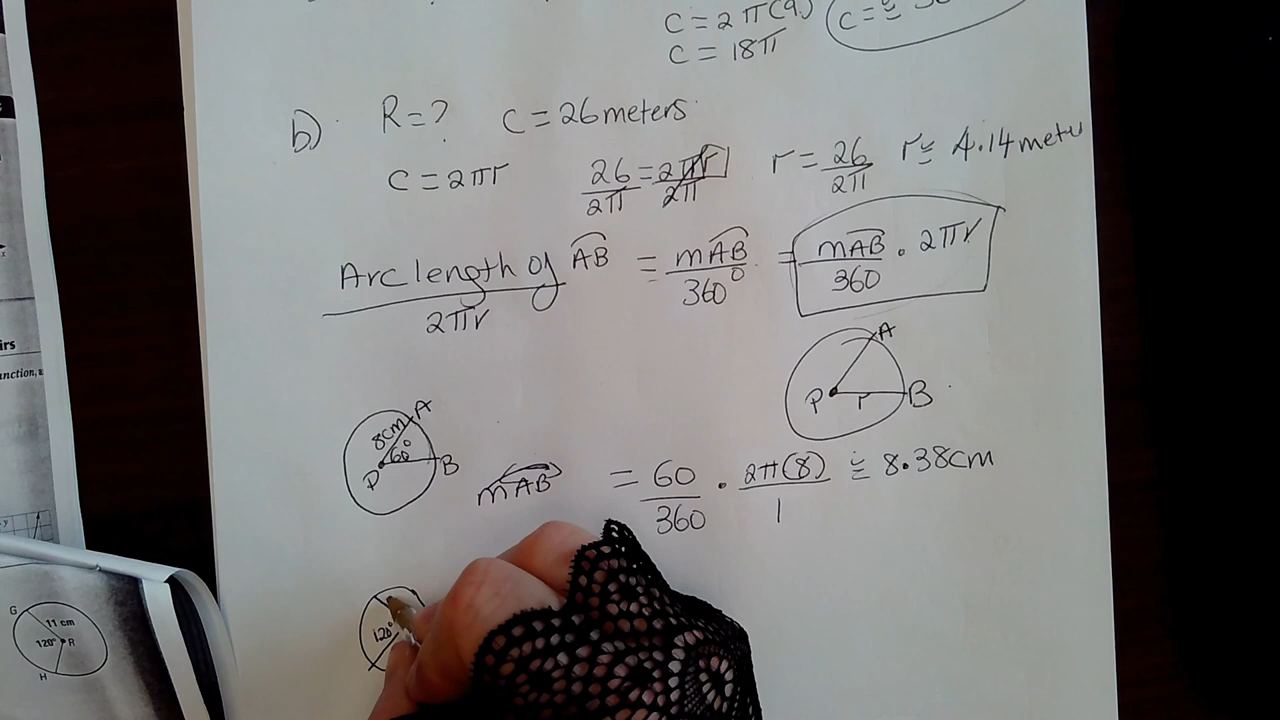 C = 2π(9)
C = 18π
b) R = ? C = 26 meters
C = 2πr 26/2π = 2πr/2π r = 26/2π r ≅ 4.14 metu
Arc length of AB/2πr = mAB/360° = mAB/360 · 2πr
A
P r B
A
8cm
60°
P B
mAB = 60/360 · 2π(8)/1 ≅ 8.38cm
120°
irs
G
11 cm
120° R
H